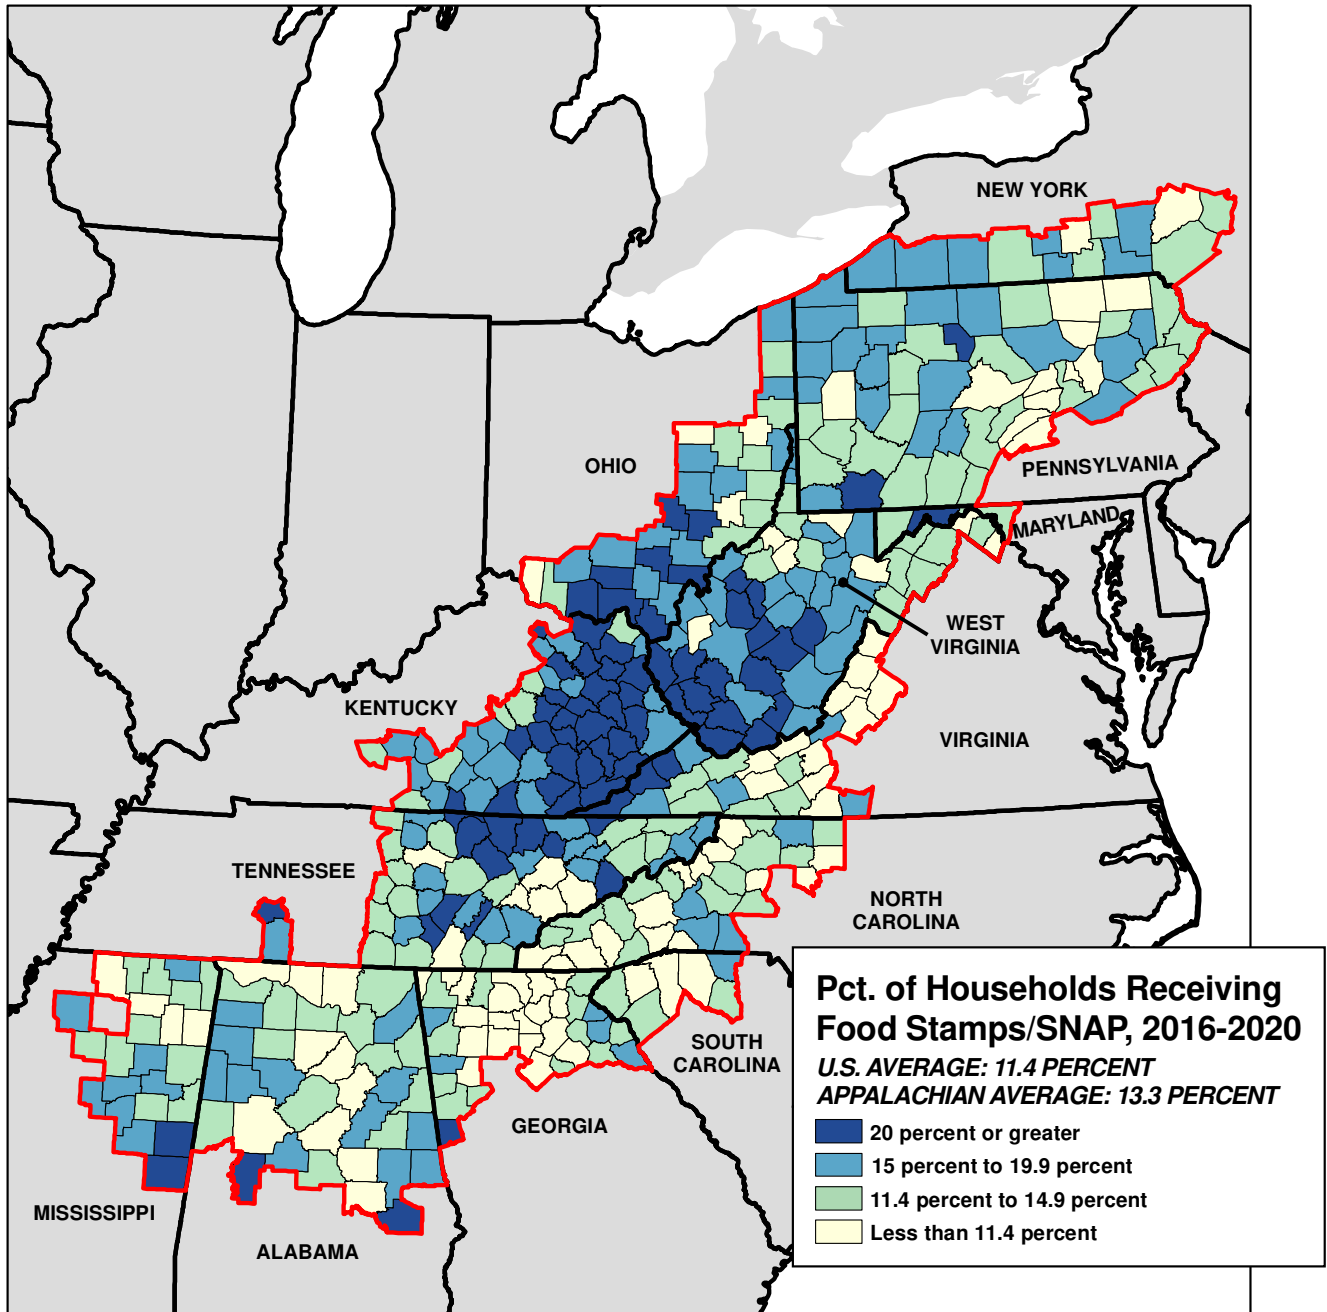 NEW YORK
OHIO
PENNSYLVANIA
MARYLAND
WEST
VIRGINIA
KENTUCKY
VIRGINIA
TENNESSEE
NORTH
CAROLINA
SOUTH
CAROLINA
GEORGIA
MISSISSIPPI
ALABAMA
Pct. of Households Receiving
Food Stamps/SNAP, 2016-2020
U.S. AVERAGE: 11.4 PERCENT
APPALACHIAN AVERAGE: 13.3 PERCENT
20 percent or greater
15 percent to 19.9 percent
11.4 percent to 14.9 percent
Less than 11.4 percent